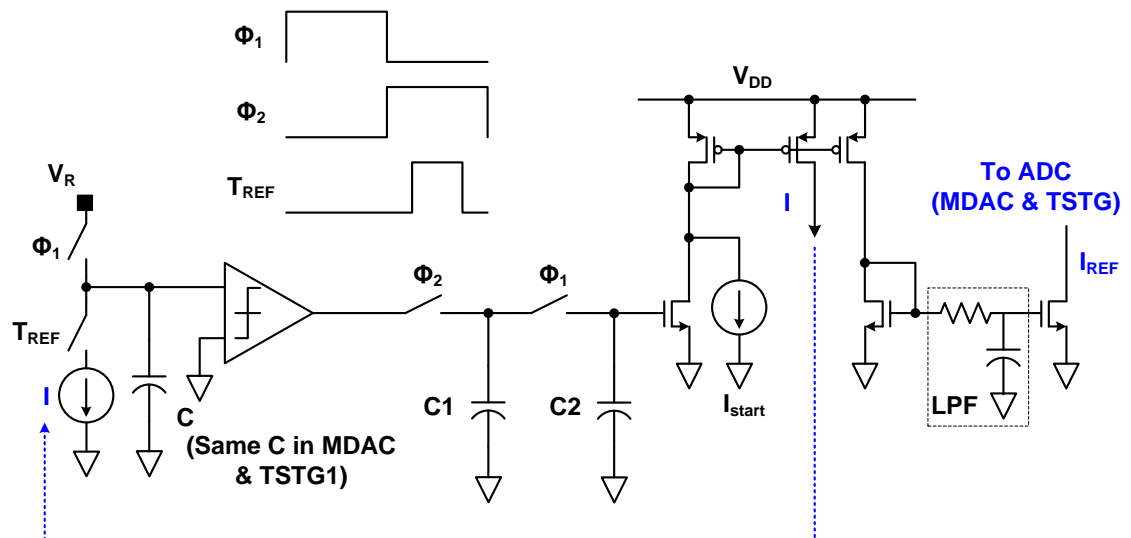 Φ1
Φ2
TREF
VDD
VR
Φ1
TREF
I
C
(Same C in MDAC
& TSTG1)
Φ2
Φ1
C1
C2
Istart
I
To ADC
(MDAC & TSTG)
IREF
LPF